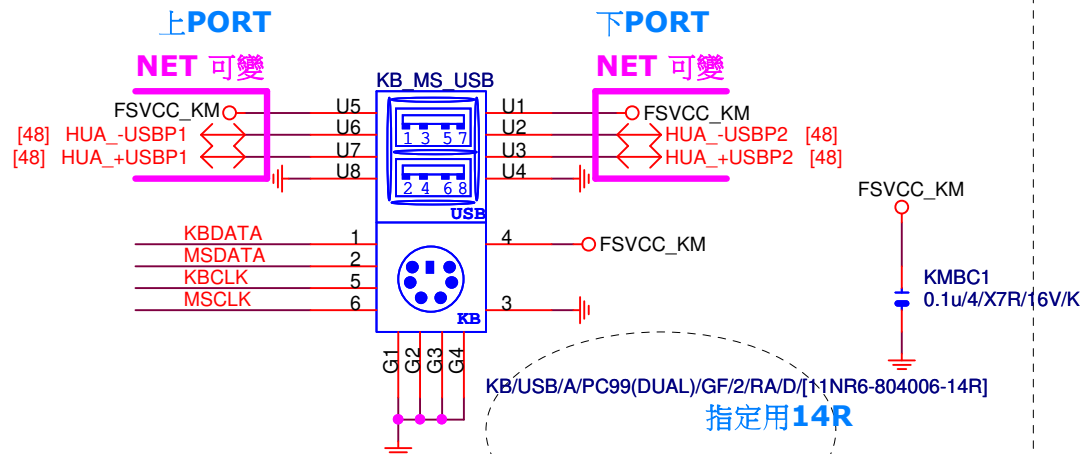 上PORT
下PORT
NET 可變
NET 可變
KB_MS_USB
FSVCC_KM
U5
U1
FSVCC_KM
[48] HUA_-USBP1
U6
U2
HUA_-USBP2 [48]
[48] HUA_+USBP1
U7
U3
HUA_+USBP2 [48]
U8
U4
1 3 5 7
2 4 6 8
USB
FSVCC_KM
KBDATA
1
4
FSVCC_KM
MSDATA
2
KBCLK
5
MSCLK
6
3
KB
KMBC1
0.1u/4/X7R/16V/K
G1
G2
G3
G4
KB/USB/A/PC99(DUAL)/GF/2/RA/D/[11NR6-804006-14R]
指定用14R